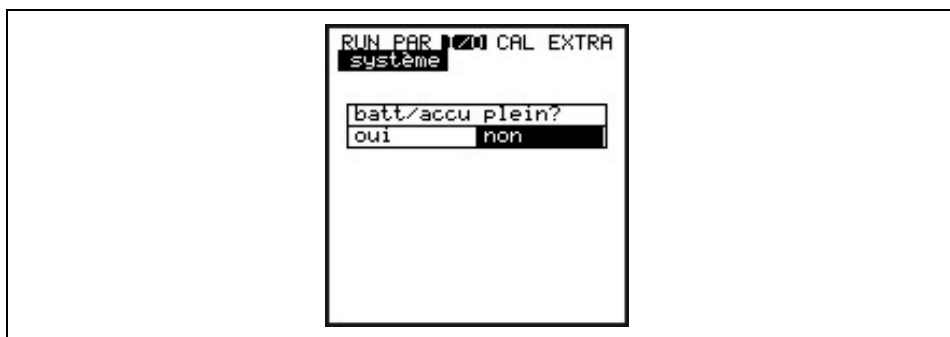 RUN PAR I/O CAL EXTRA
système
batt/accu plein?
oui non